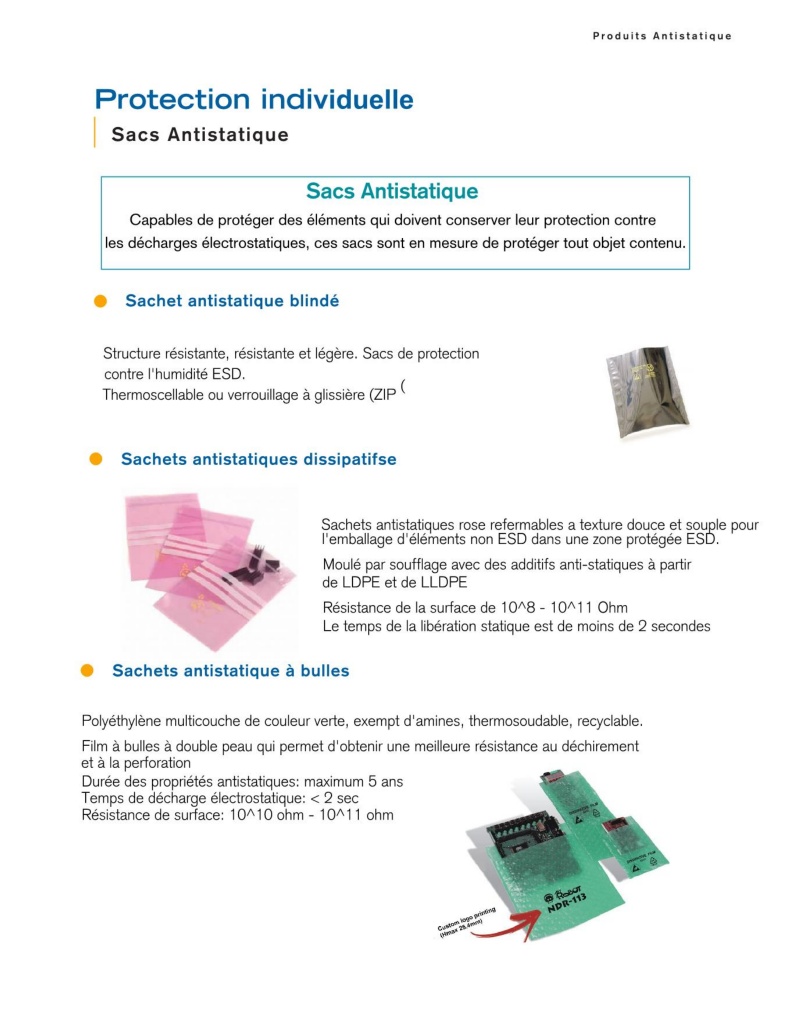 Produits Antistatique
Protection individuelle
Sacs Antistatique
Sacs Antistatique
Capables de protéger des éléments qui doivent conserver leur protection contre
les décharges électrostatiques, ces sacs sont en mesure de protéger tout objet contenu.
Sachet antistatique blindé
Structure résistante, résistante et légère. Sacs de protection
contre l'humidité ESD.
Thermoscellable ou verrouillage à glissière (ZIP (
Sachets antistatiques dissipatifse
Sachets antistatiques rose refermables a texture douce et souple pour
l'emballage d'éléments non ESD dans une zone protégée ESD.
Moulé par soufflage avec des additifs anti-statiques à partir
de LDPE et de LLDPE
Résistance de la surface de 10^8 - 10^11 Ohm
Le temps de la libération statique est de moins de 2 secondes
Sachets antistatique à bulles
Polyéthylène multicouche de couleur verte, exempt d'amines, thermosoudable, recyclable.
Film à bulles à double peau qui permet d'obtenir une meilleure résistance au déchirement
et à la perforation
Durée des propriétés antistatiques: maximum 5 ans
Temps de décharge électrostatique: < 2 sec
Résistance de surface: 10^10 ohm - 10^11 ohm
ROBOT
NDR-113
Custom logo printing
(Hmax 25.4mm)